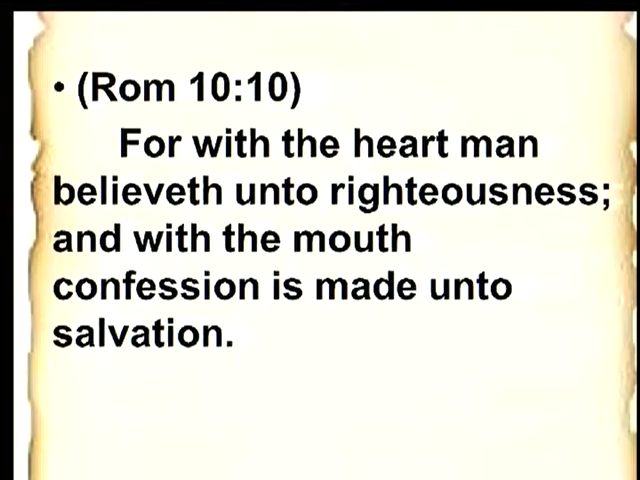 • (Rom 10:10)
For with the heart man
believeth unto righteousness;
and with the mouth
confession is made unto
salvation.